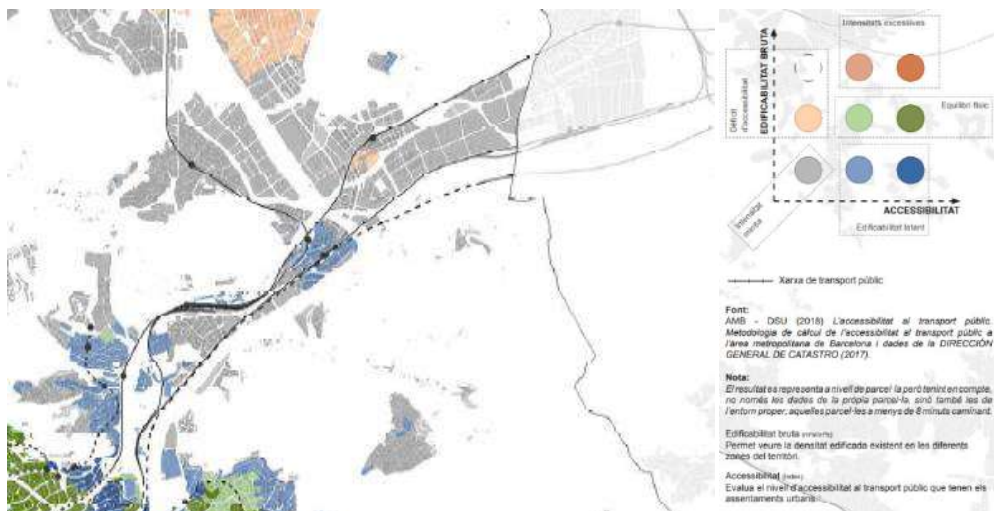 Intensitats excessives
EDIFICABILITAT BRUTA
Dèficit
d'accessibilitat
Equilibri físic
Intensitat
ACCESSIBILITAT
Edificabilitat latent
Xarxa de transport públic
Font:
AMB - DSU (2018) L'accessibilitat al transport públic.
Metodologia de càlcul de l'accessibilitat al transport públic a
l'àrea metropolitana de Barcelona i dades de la DIRECCIÓN
GENERAL DE CATASTRO (2017).
Nota:
El resultat es representa a nivell de parcel·la però tenint en compte,
no només les dades de la pròpia parcel·la, sinó també les de
l'entorn proper, aquelles parcel·les a menys de 8 minuts caminant.
Edificabilitat bruta
Permet veure la densitat edificada existent en les diferents
zones del territori.
Accessibilitat (índex)
Evalua el nivell d'accessibilitat al transport públic que tenen els
assentaments urbans